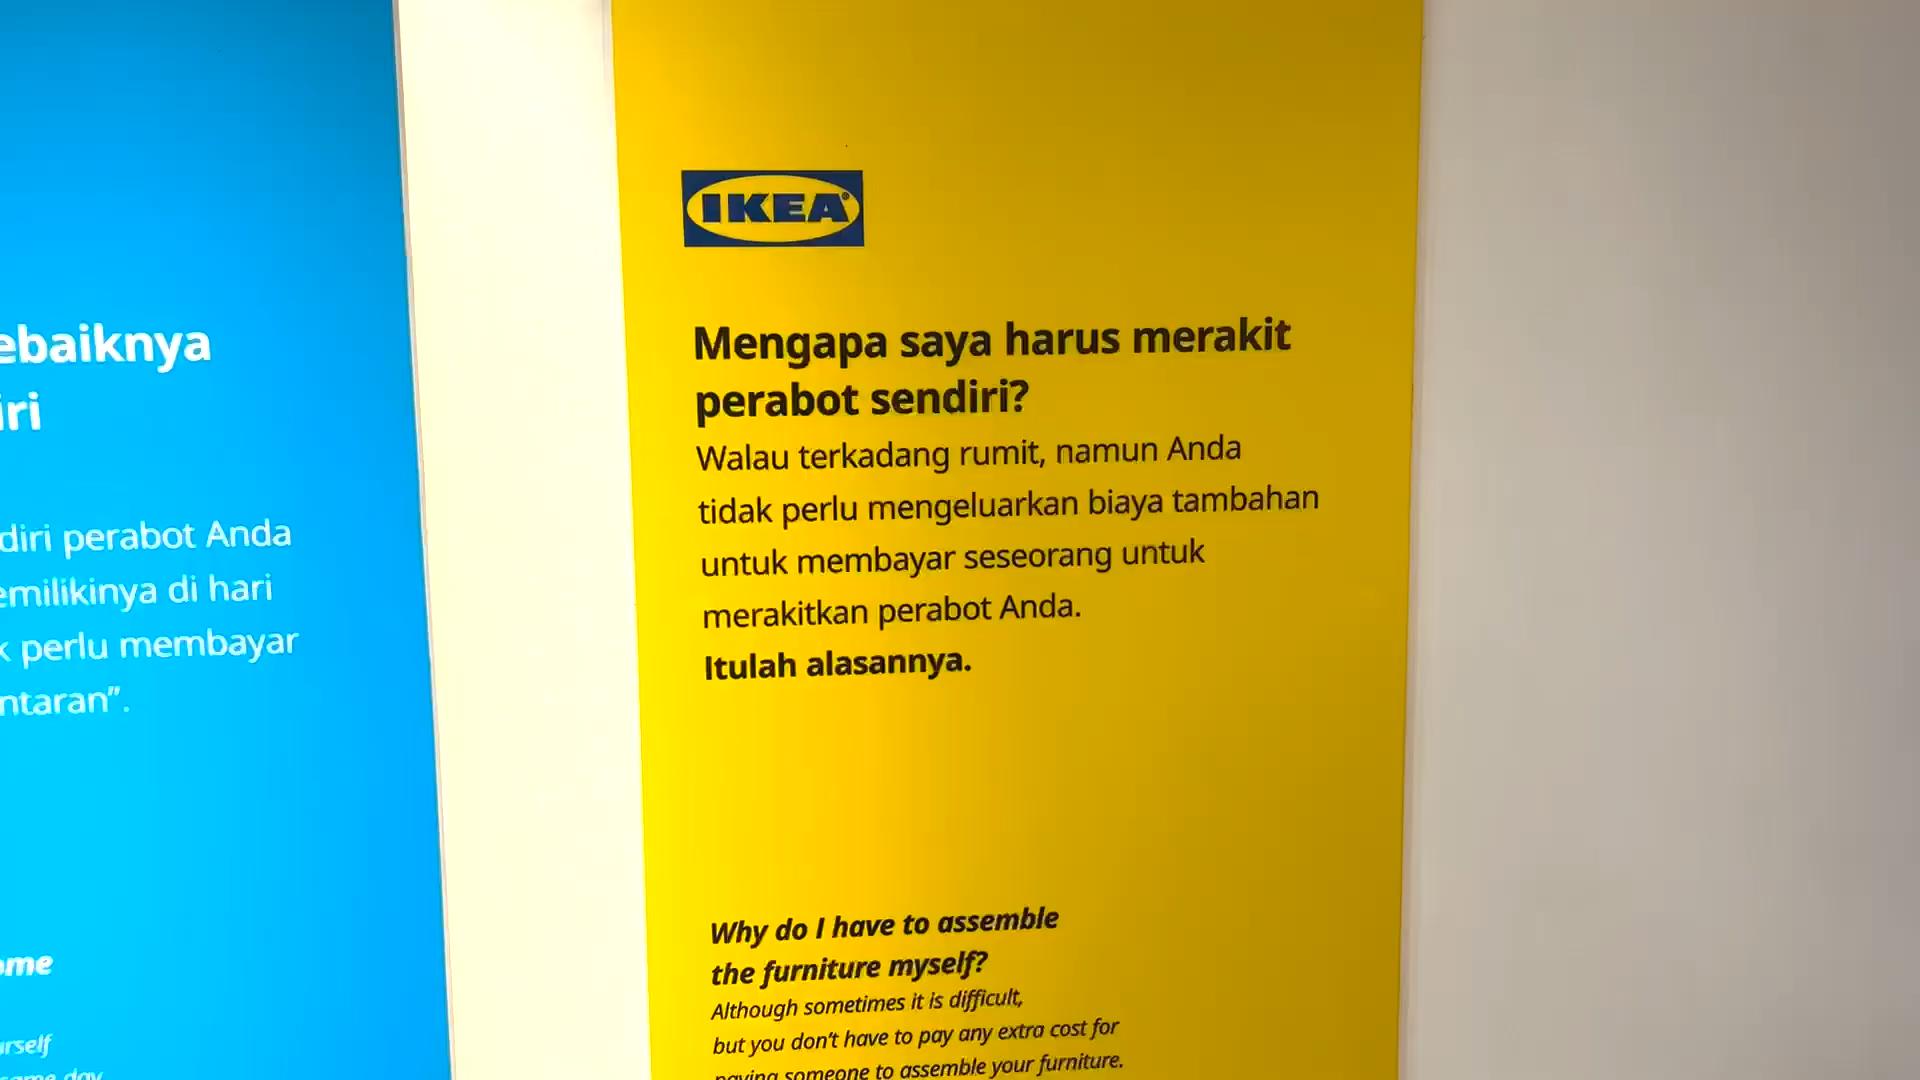 ebaiknya
iri
diri perabot Anda
emilikinya di hari
k perlu membayar
ntaran”.
ome
urself
same day
IKEA
Mengapa saya harus merakit
perabot sendiri?
Walau terkadang rumit, namun Anda
tidak perlu mengeluarkan biaya tambahan
untuk membayar seseorang untuk
merakitkan perabot Anda.
Itulah alasannya.
Why do I have to assemble
the furniture myself?
Although sometimes it is difficult,
but you don’t have to pay any extra cost for
paying someone to assemble your furniture.